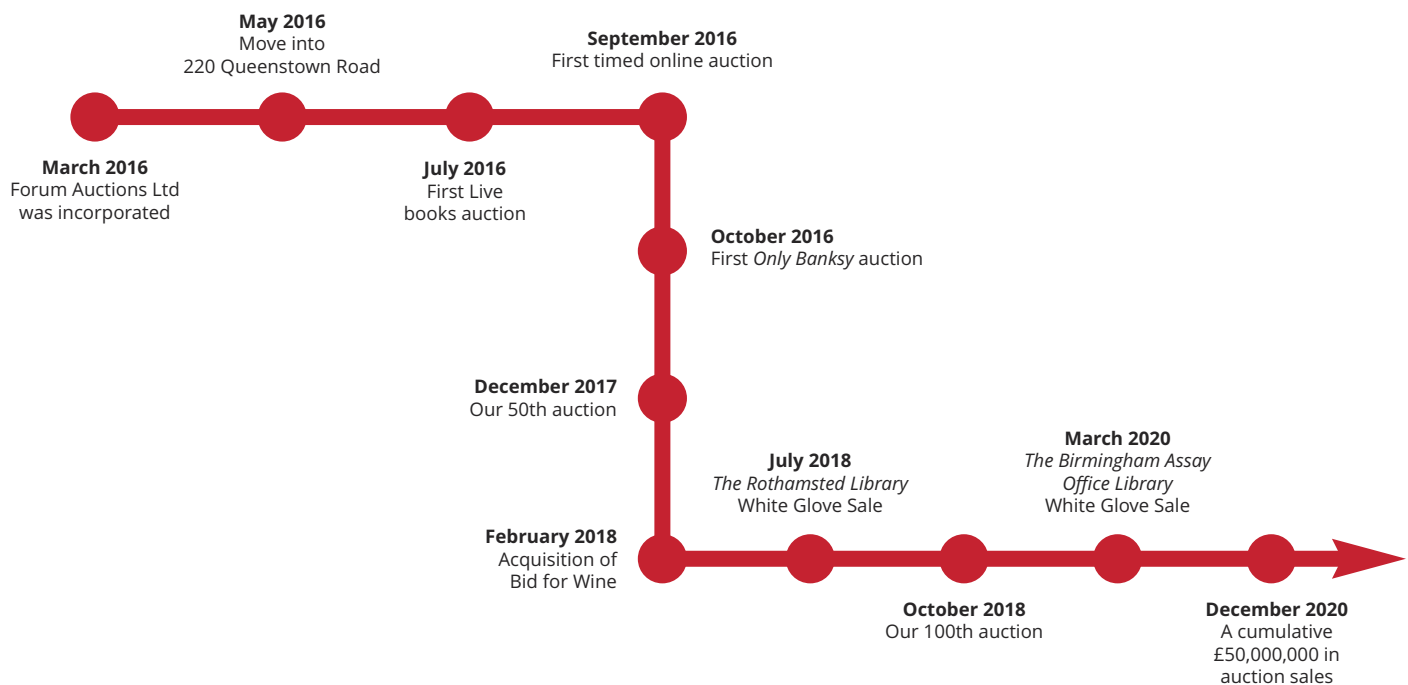 March 2016
Forum Auctions Ltd
was incorporated
May 2016
Move into
220 Queenstown Road
July 2016
First Live
books auction
September 2016
First timed online auction
October 2016
First Only Banksy auction
December 2017
Our 50th auction
February 2018
Acquisition of
Bid for Wine
July 2018
The Rothamsted Library
White Glove Sale
October 2018
Our 100th auction
March 2020
The Birmingham Assay
Office Library
White Glove Sale
December 2020
A cumulative
£50,000,000 in
auction sales